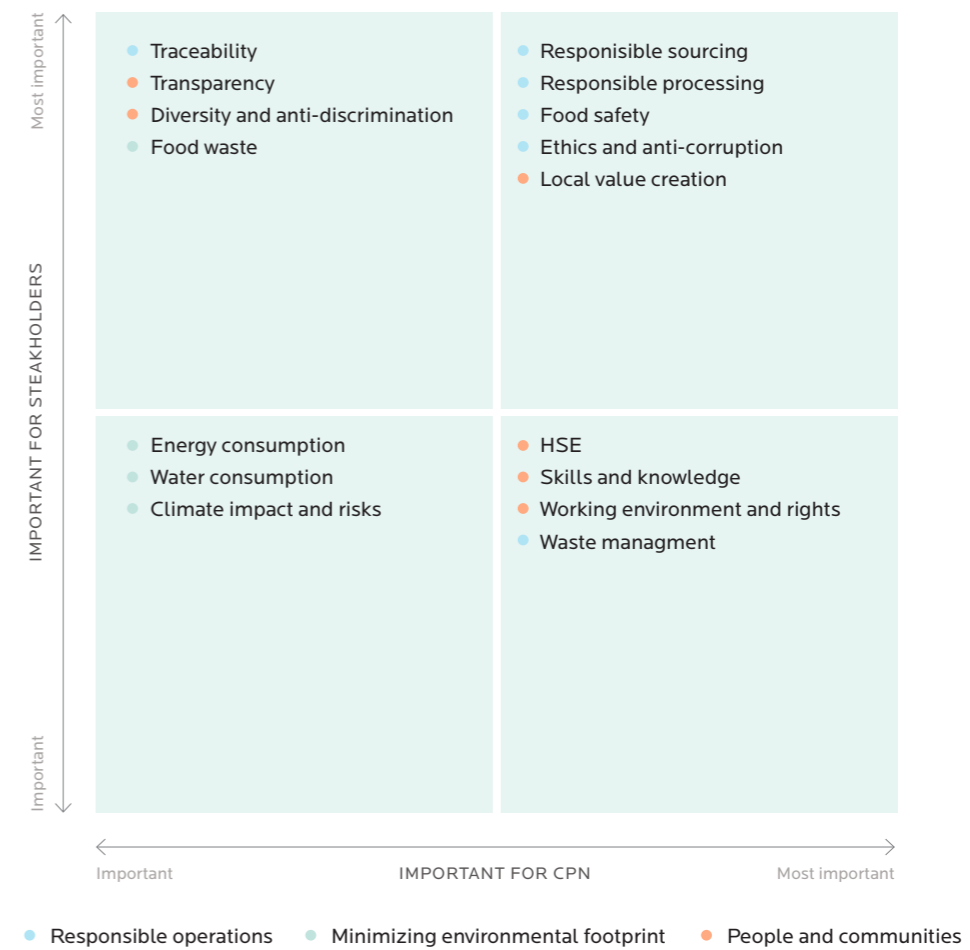 Most important
IMPORTANT FOR STEAKHOLDERS
Important
Traceability
Transparency
Diversity and anti-discrimination
Food waste
Responisible sourcing
Responsible processing
Food safety
Ethics and anti-corruption
Local value creation
Energy consumption
Water consumption
Climate impact and risks
HSE
Skills and knowledge
Working environment and rights
Waste managment
Important
IMPORTANT FOR CPN
Most important
Responsible operations
Minimizing environmental footprint
People and communities